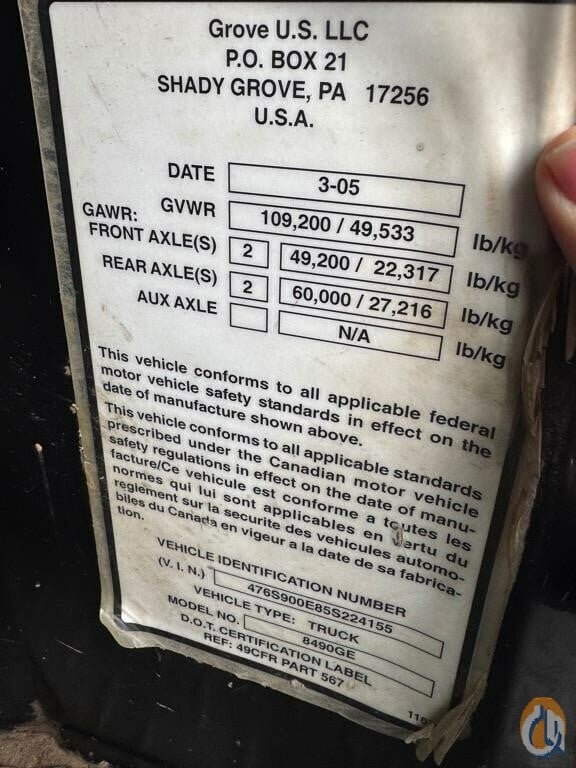 Grove U.S. LLC
P.O. BOX 21
SHADY GROVE, PA 17256
U.S.A.
DATE 3-05
GVWR 109,200 / 49,533 lb/kg
GAWR:
FRONT AXLE(S) 2 49,200 / 22,317 lb/kg
REAR AXLE(S) 2 60,000 / 27,216 lb/kg
AUX AXLE N/A lb/kg
This vehicle conforms to all applicable federal
motor vehicle safety standards in effect on the
date of manufacture shown above.
This vehicle conforms to all applicable standards
prescribed under the Canadian motor vehicle
safety regulations in effect on the date of manu-
facture/Ce vehicule est conforme a toutes les
normes qui lui sont applicables en vertu du
reglement sur la securite des vehicules automo-
biles du Canada en vigeur a la date de sa fabrica-
tion.
VEHICLE IDENTIFICATION NUMBER
(V. I. N.) 476S900E85S224155
VEHICLE TYPE: TRUCK
MODEL NO. 8490GE
D.O.T. CERTIFICATION LABEL
REF: 49CFR PART 567